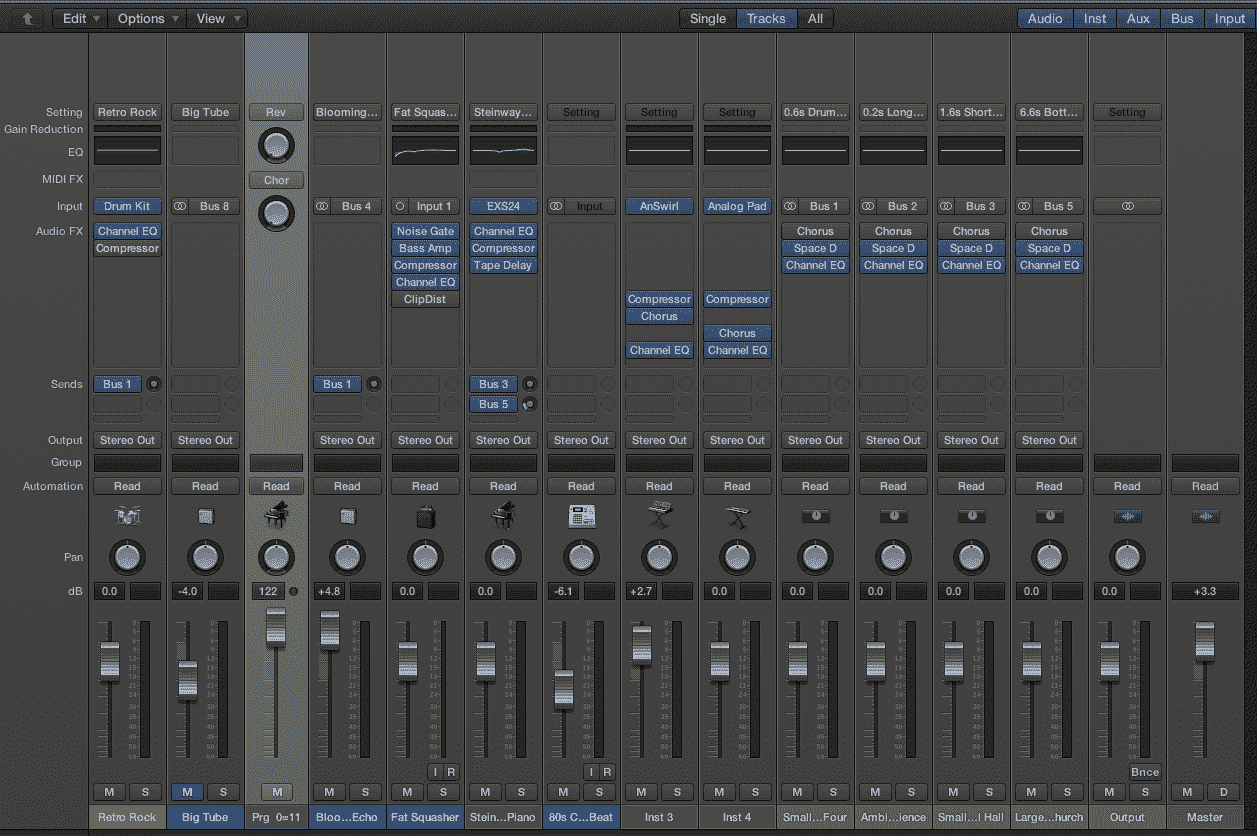 Edit Options View Single Tracks All Audio Inst Aux Bus Input
Setting Retro Rock Big Tube Rev Blooming... Fat Squas... Steinway... Setting Setting Setting 0.6s Drum... 0.2s Long... 1.6s Short... 6.6s Bott... Setting
Gain Reduction
EQ
MIDI FX Chor
Input Drum Kit Bus 8 Bus 4 Input 1 EXS24 Input AnSwirl Analog Pad Bus 1 Bus 2 Bus 3 Bus 5
Audio FX Channel EQ Noise Gate Channel EQ Chorus Chorus Chorus Chorus
Compressor Bass Amp Compressor Space D Space D Space D Space D
Compressor Tape Delay Channel EQ Channel EQ Channel EQ Channel EQ
Channel EQ
ClipDist Compressor Compressor
Chorus
Chorus
Channel EQ Channel EQ
Sends Bus 1 Bus 1 Bus 3
Bus 5
Output Stereo Out Stereo Out Stereo Out Stereo Out Stereo Out Stereo Out Stereo Out Stereo Out Stereo Out Stereo Out Stereo Out Stereo Out
Group
Automation Read Read Read Read Read Read Read Read Read Read Read Read Read Read Read
Pan
dB 0.0 -4.0 122 +4.8 0.0 0.0 -6.1 +2.7 0.0 0.0 0.0 0.0 0.0 0.0 +3.3
I R I R Bnce
M S M S M M S M S M S M S M S M S M S M S M S M S M S M D
Retro Rock Big Tube Prg 0=11 Bloo...Echo Fat Squasher Stein...Piano 80s C...Beat Inst 3 Inst 4 Small...Four Ambi...ience Small...l Hall Large...hurch Output Master